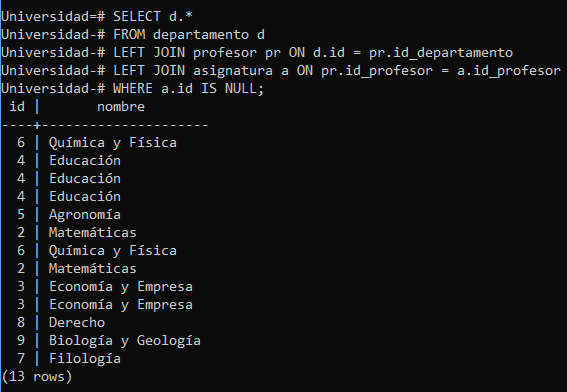 Universidad=# SELECT d.*
Universidad-# FROM departamento d
Universidad-# LEFT JOIN profesor pr ON d.id = pr.id_departamento
Universidad-# LEFT JOIN asignatura a ON pr.id_profesor = a.id_profesor
Universidad-# WHERE a.id IS NULL;
 id |       nombre
----+---------------------
  6 | Química y Física
  4 | Educación
  4 | Educación
  4 | Educación
  5 | Agronomía
  2 | Matemáticas
  6 | Química y Física
  2 | Matemáticas
  3 | Economía y Empresa
  3 | Economía y Empresa
  8 | Derecho
  9 | Biología y Geología
  7 | Filología
(13 rows)